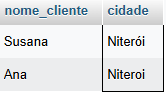 nome_cliente cidade
Susana Niterói
Ana Niteroi